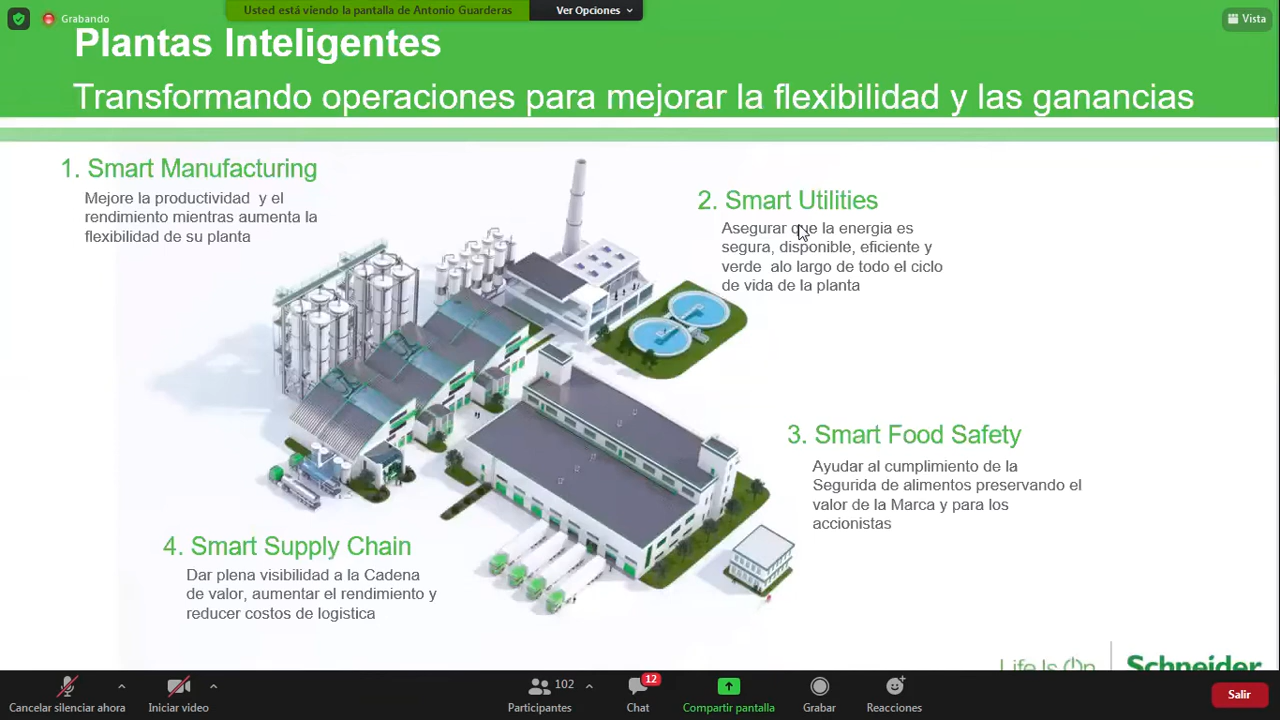 Grabando
Usted está viendo la pantalla de Antonio Guarderas
Ver Opciones
Vista
Plantas Inteligentes
Transformando operaciones para mejorar la flexibilidad y las ganancias
1. Smart Manufacturing
Mejore la productividad y el
rendimiento mientras aumenta la
flexibilidad de su planta
2. Smart Utilities
Asegurar que la energia es
segura, disponible, eficiente y
verde alo largo de todo el ciclo
de vida de la planta
3. Smart Food Safety
Ayudar al cumplimiento de la
Segurida de alimentos preservando el
valor de la Marca y para los
accionistas
4. Smart Supply Chain
Dar plena visibilidad a la Cadena
de valor, aumentar el rendimiento y
reducer costos de logistica
Life Is On
Schneider
Cancelar silenciar ahora
Iniciar video
102
Participantes
12
Chat
Compartir pantalla
Grabar
Reacciones
Salir